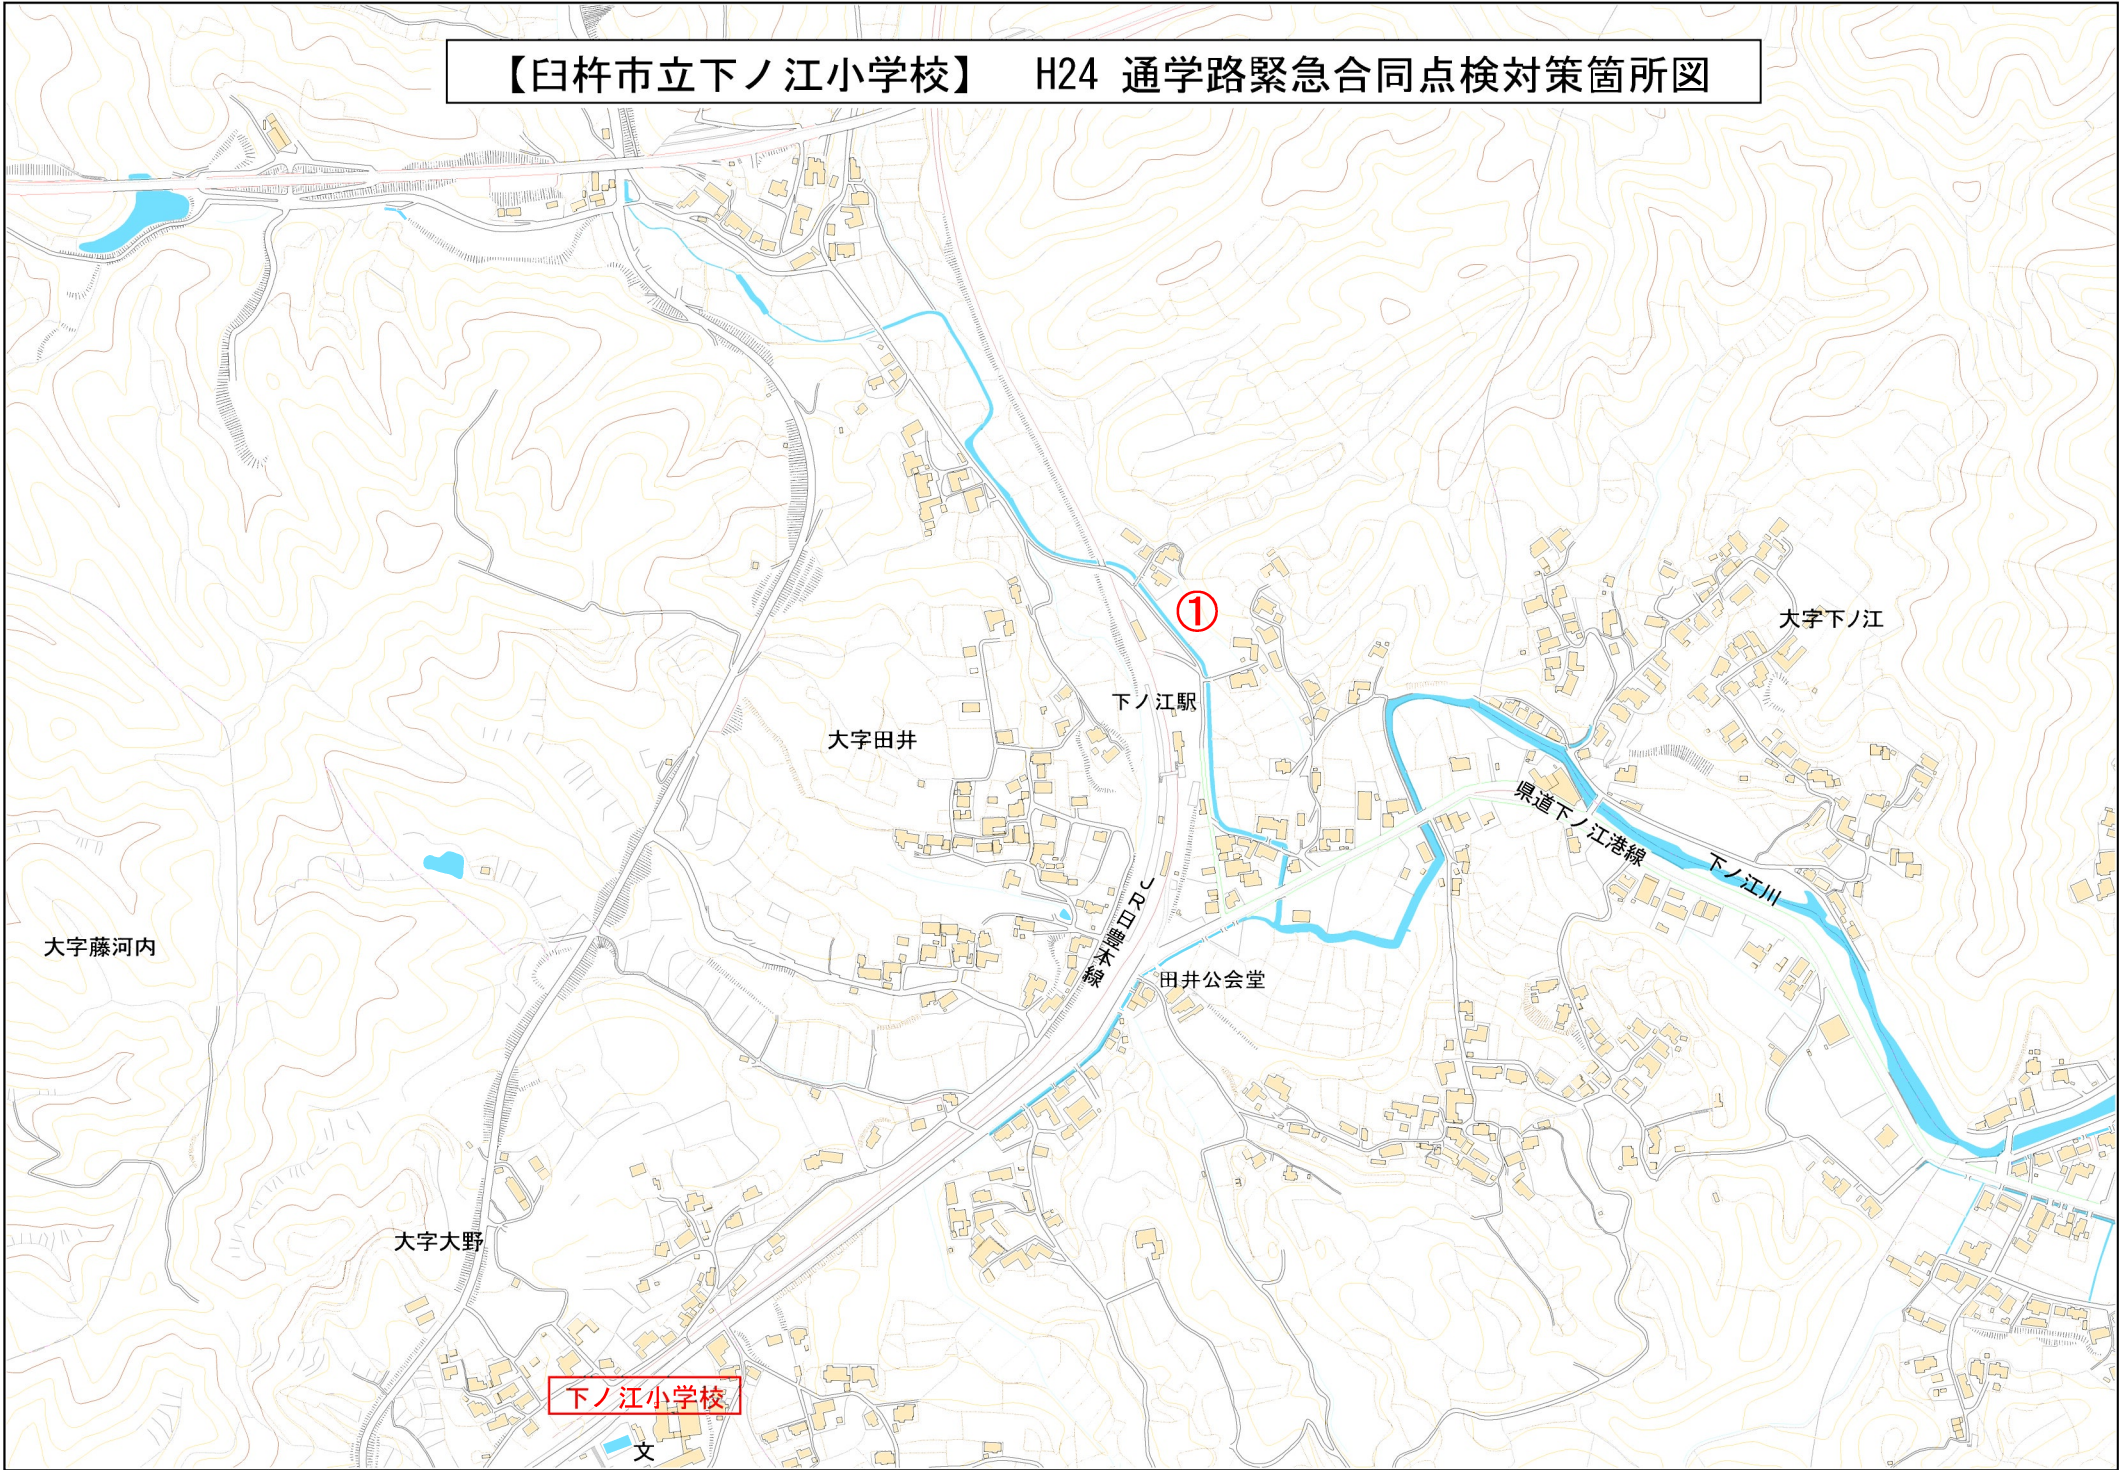 【臼杵市立下ノ江小学校】　H24 通学路緊急合同点検対策箇所図
①
大字下ノ江
下ノ江駅
大字田井
県道下ノ江港線
下ノ江川
JR日豊本線
大字藤河内
田井公会堂
大字大野
下ノ江小学校
文